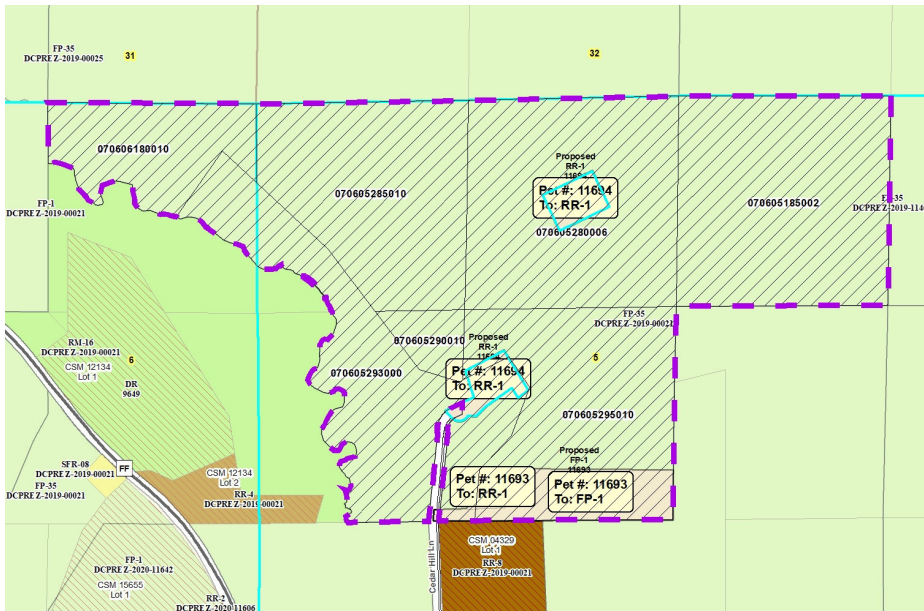 FP-35
DCPREZ-2019-00025
31
32
070606180010
Proposed
RR-1
Pet #: 11694
To: RR-1
070605285010
070605185002
FP-1
DCPREZ-2019-00021
070605280006
FP-35
DCPREZ-2019-00021
RM-16
DCPREZ-2019-00021
CSM 12134
Lot 1
6
DR
9649
070605290010
Proposed
RR-1
5
070605293000
Pet #: 11694
To: RR-1
070605295010
Proposed
FP-1
11693
SFR-08
DCPREZ-2019-00021
FP-35
DCPREZ-2019-00021
FF
CSM 12134
Lot 2
RR-4
DCPREZ-2019-00021
Pet #: 11693
To: RR-1
Pet #: 11693
To: FP-1
CSM 04329
Lot 1
RR-8
DCPREZ-2019-00021
Cedar Hill Ln
FP-1
DCPREZ-2020-11642
CSM 15655
Lot 1
RR-2
DCPREZ-2020-11606